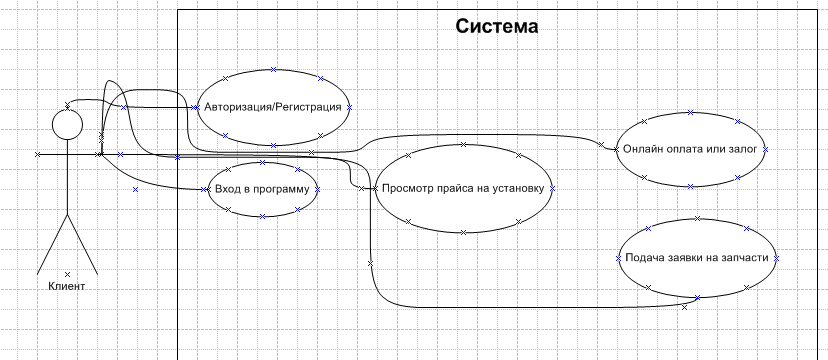 Система
Авторизация/Регистрация
Онлайн оплата или залог
Вход в программу
Просмотр прайса на установку
Подача заявки на запчасти
Клиент